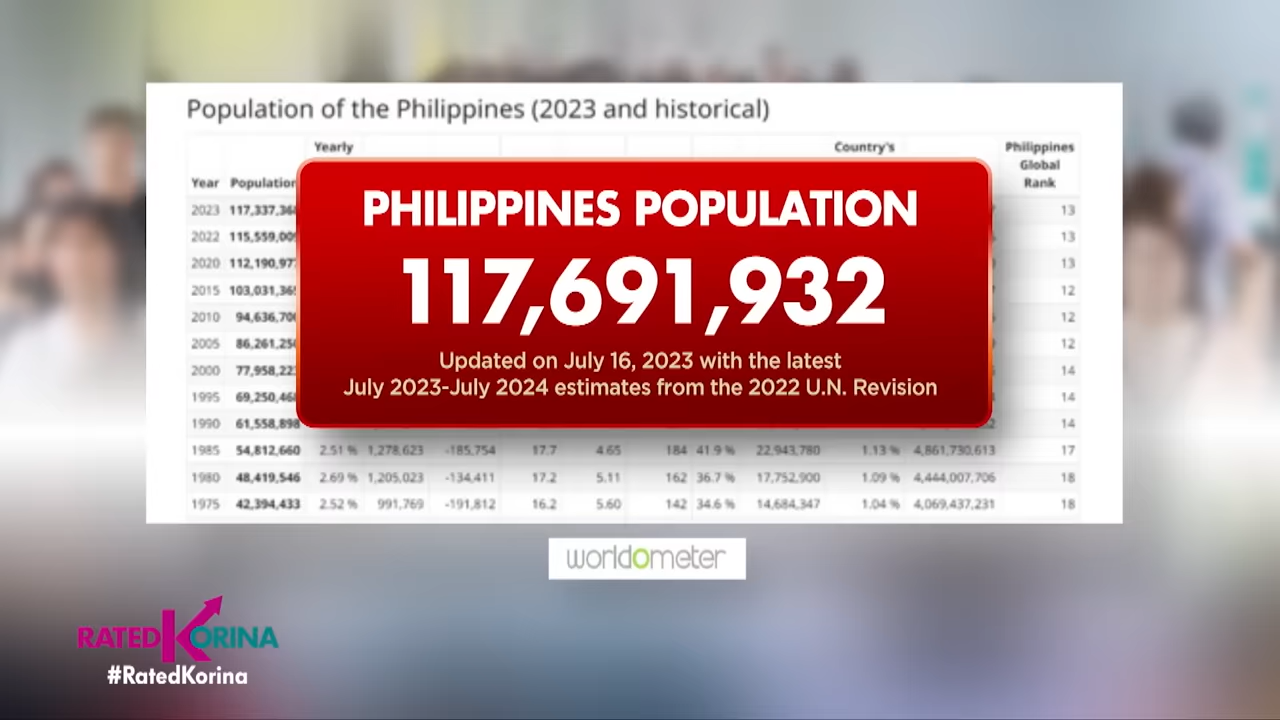 Population of the Philippines (2023 and historical)
Yearly Country's Philippines
Global
Year Population Rank
2023 117,337,36 13
2022 115,559,00 13
2020 112,190,97 13
2015 103,031,36 12
2010 94,636,70 12
2005 86,261,25 12
2000 77,958,22 14
1995 69,250,46 14
1990 61,558,898 14
1985 54,812,660 2.51 % 1,278,623 -185,754 17.7 4.65 184 41.9 % 22,943,780 1.13 % 4,861,730,613 17
1980 48,419,546 2.69 % 1,205,023 -134,411 17.2 5.11 162 36.7 % 17,752,900 1.09 % 4,444,007,706 18
1975 42,394,433 2.52 % 991,769 -191,812 16.2 5.60 142 34.6 % 14,684,347 1.04 % 4,069,437,231 18
PHILIPPINES POPULATION
117,691,932
Updated on July 16, 2023 with the latest
July 2023-July 2024 estimates from the 2022 U.N. Revision
worldometer
RATED KORINA
#RatedKorina